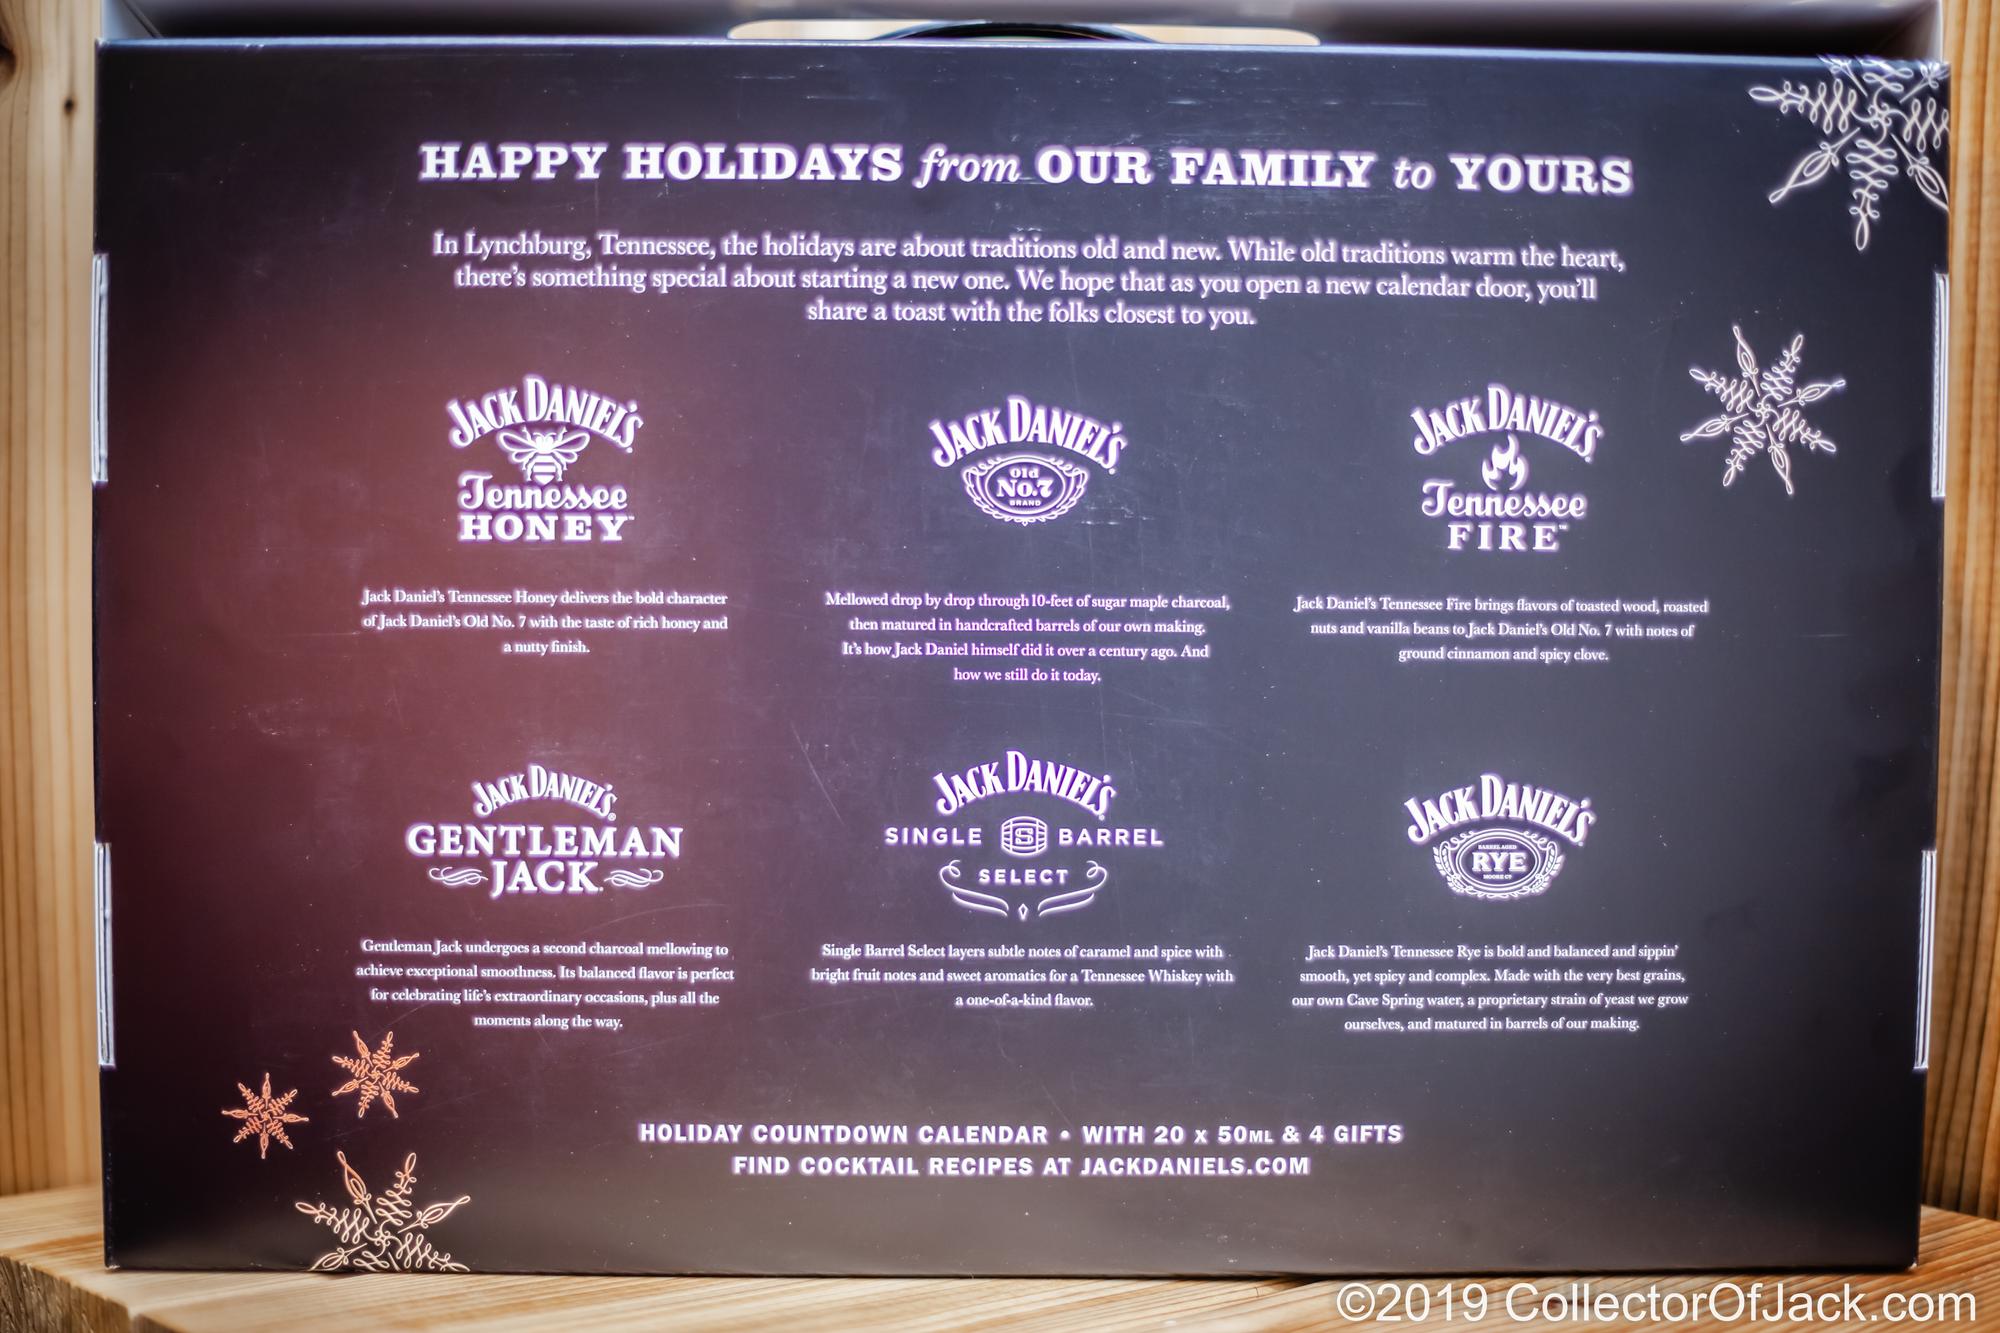 HAPPY HOLIDAYS from OUR FAMILY to YOURS
In Lynchburg, Tennessee, the holidays are about traditions old and new. While old traditions warm the heart,
there's something special about starting a new one. We hope that as you open a new calendar door, you'll
share a toast with the folks closest to you.
JACK DANIEL'S
Tennessee
HONEY™
Jack Daniel's Tennessee Honey delivers the bold character
of Jack Daniel's Old No. 7 with the taste of rich honey and
a nutty finish.
JACK DANIEL'S
Old
No.7
BRAND
Mellowed drop by drop through 10-feet of sugar maple charcoal,
then matured in handcrafted barrels of our own making.
It's how Jack Daniel himself did it over a century ago. And
how we still do it today.
JACK DANIEL'S
Tennessee
FIRE™
Jack Daniel's Tennessee Fire brings flavors of toasted wood, roasted
nuts and vanilla beans to Jack Daniel's Old No. 7 with notes of
ground cinnamon and spicy clove.
JACK DANIEL'S
GENTLEMAN
JACK
Gentleman Jack undergoes a second charcoal mellowing to
achieve exceptional smoothness. Its balanced flavor is perfect
for celebrating life's extraordinary occasions, plus all the
moments along the way.
JACK DANIEL'S
SINGLE S BARREL
SELECT
Single Barrel Select layers subtle notes of caramel and spice with
bright fruit notes and sweet aromatics for a Tennessee Whiskey with
a one-of-a-kind flavor.
JACK DANIEL'S
BARREL AGED
RYE
MOORE CY
Jack Daniel's Tennessee Rye is bold and balanced and sippin'
smooth, yet spicy and complex. Made with the very best grains,
our own Cave Spring water, a proprietary strain of yeast we grow
ourselves, and matured in barrels of our making.
HOLIDAY COUNTDOWN CALENDAR • WITH 20 x 50ML & 4 GIFTS
FIND COCKTAIL RECIPES AT JACKDANIELS.COM
©2019 CollectorOfJack.com